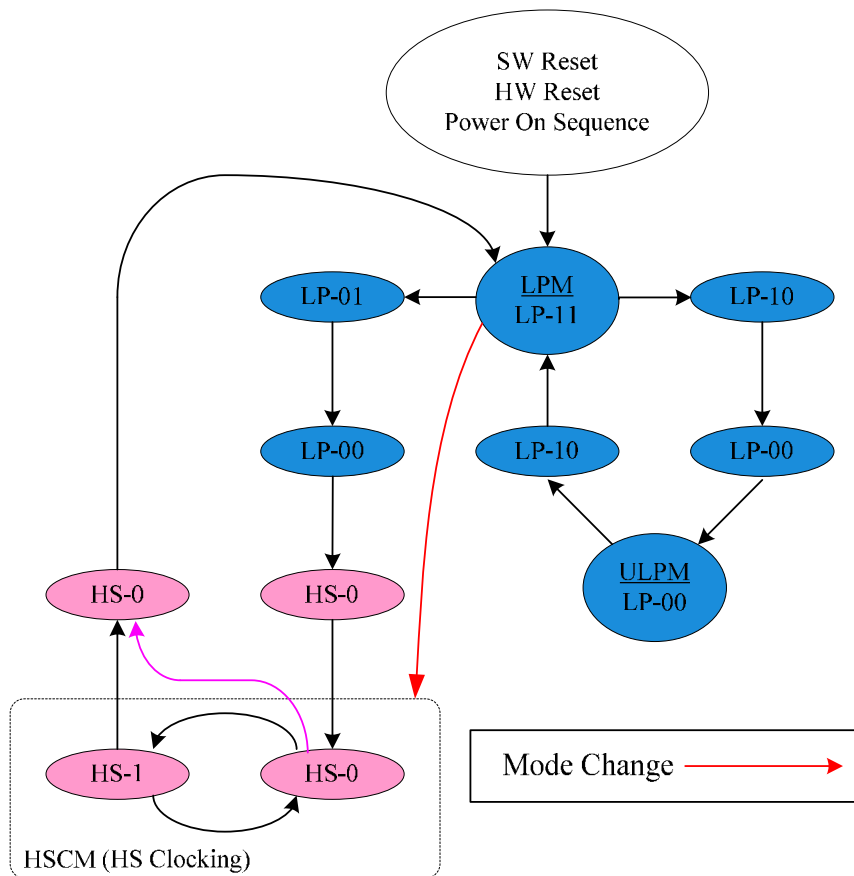 SW Reset
HW Reset
Power On Sequence
LPM
LP-11
LP-01
LP-10
LP-00
LP-10
LP-00
ULPM
LP-00
HS-0
HS-0
HS-1
HS-0
Mode Change
HSCM (HS Clocking)